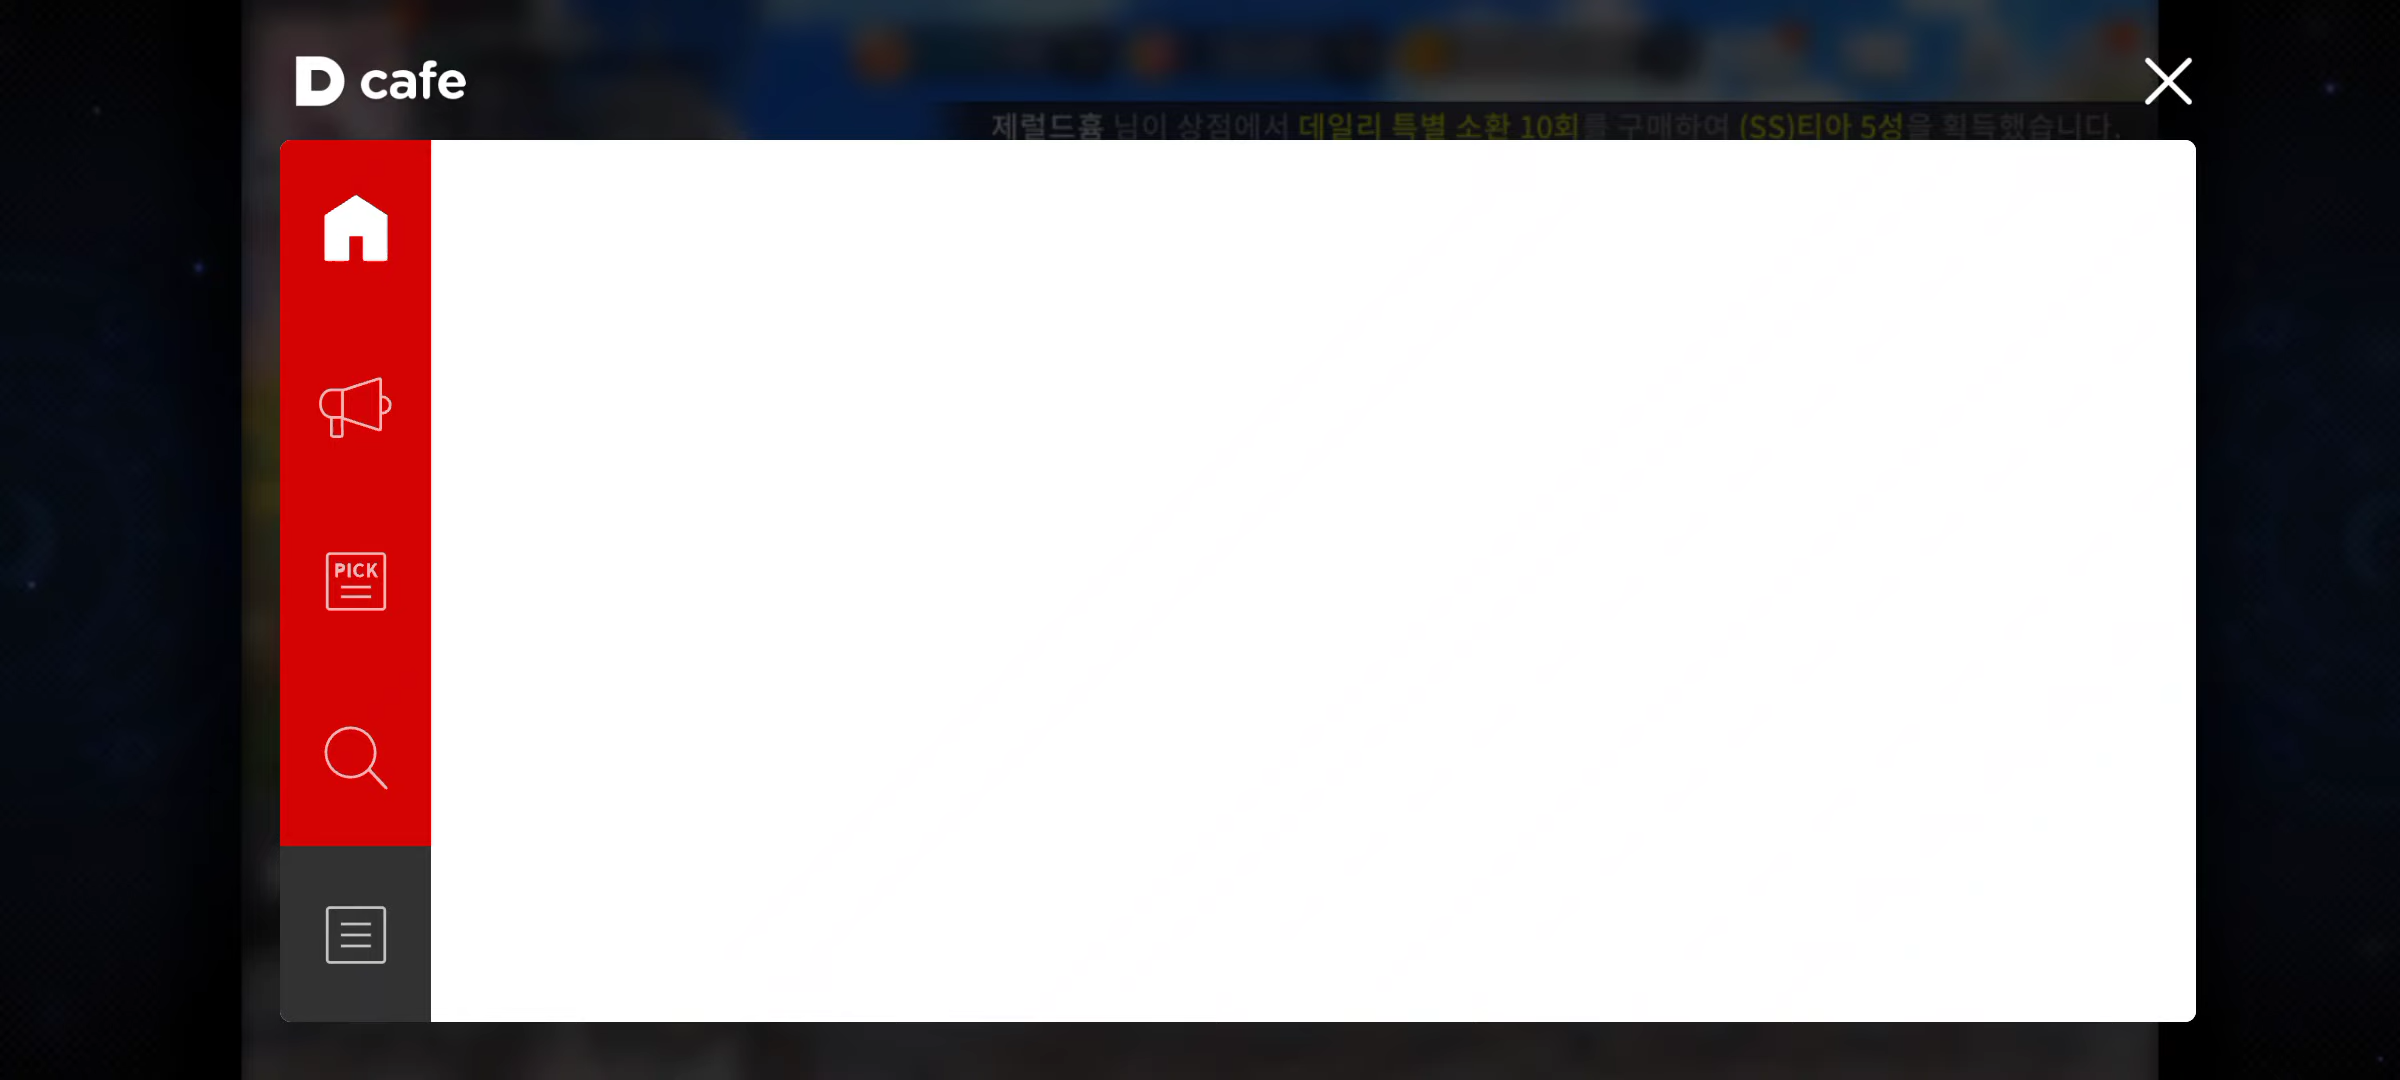 D cafe
제럴드흄 님이 상점에서 데일리 특별 소환 10회를 구매하여 (SS)티아 5성을 획득했습니다.
PICK